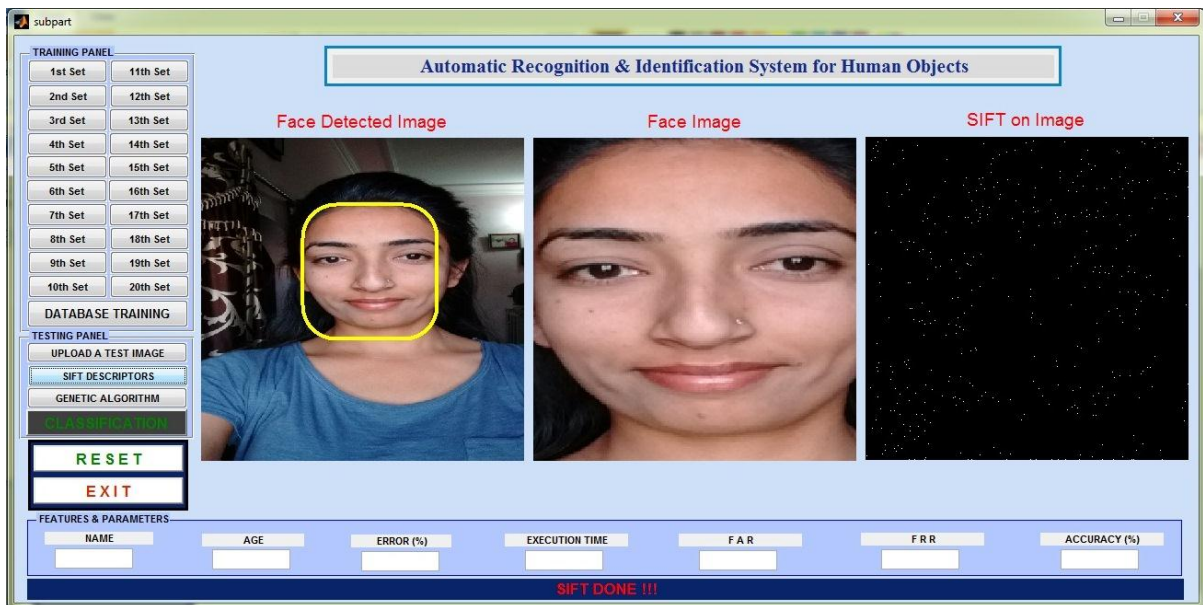 subpart
Automatic Recognition & Identification System for Human Objects
TRAINING PANEL
1st Set 11th Set
2nd Set 12th Set
3rd Set 13th Set
4th Set 14th Set
5th Set 15th Set
6th Set 16th Set
7th Set 17th Set
8th Set 18th Set
9th Set 19th Set
10th Set 20th Set
DATABASE TRAINING
TESTING PANEL
UPLOAD A TEST IMAGE
SIFT DESCRIPTORS
GENETIC ALGORITHM
CLASSIFICATION
RESET
EXIT
Face Detected Image
Face Image
SIFT on Image
FEATURES & PARAMETERS
NAME AGE ERROR (%) EXECUTION TIME F A R F R R ACCURACY (%)
SIFT DONE !!!